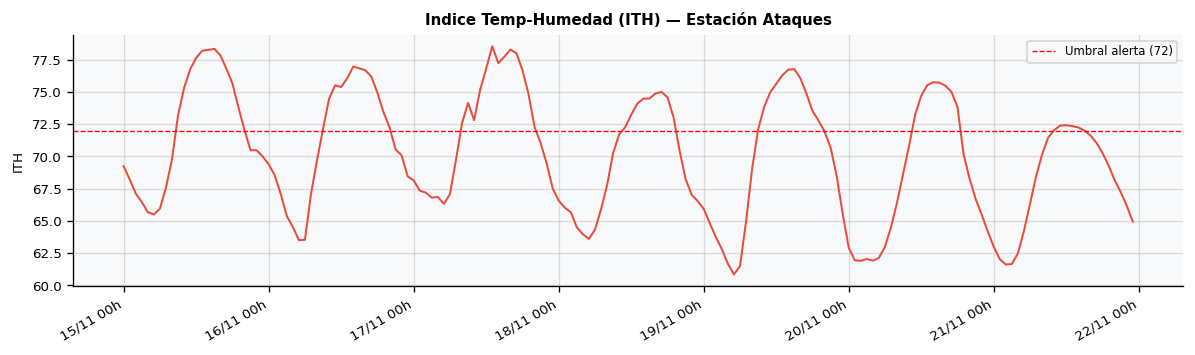 Indice Temp-Humedad (ITH) — Estación Ataques
Umbral alerta (72)
ITH
77.5
75.0
72.5
70.0
67.5
65.0
62.5
60.0
15/11 00h
16/11 00h
17/11 00h
18/11 00h
19/11 00h
20/11 00h
21/11 00h
22/11 00h